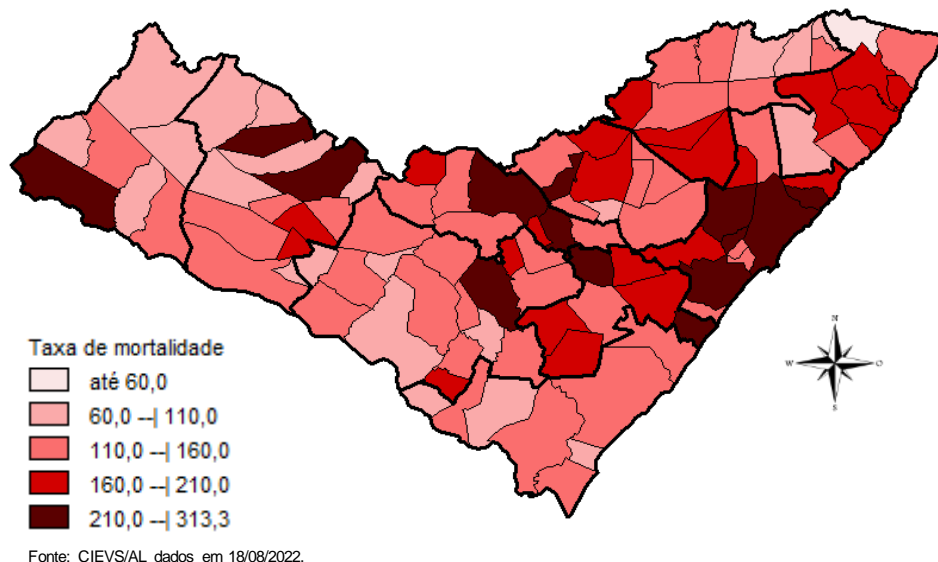 Taxa de mortalidade
até 60,0
60,0 --| 110,0
110,0 --| 160,0
160,0 --| 210,0
210,0 --| 313,3
Fonte: CIEVS/AL dados em 18/08/2022.
N
W
O
S